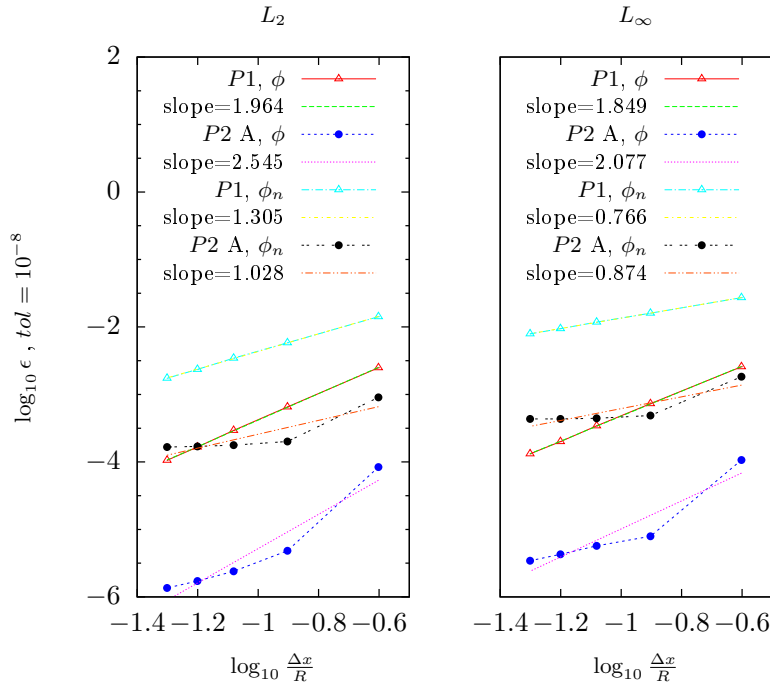 L₂
L∞
2
0
−2
−4
−6
log₁₀ ϵ , tol = 10⁻⁸
P1, ϕ
slope=1.964
P2 A, ϕ
slope=2.545
P1, ϕₙ
slope=1.305
P2 A, ϕₙ
slope=1.028
−1.4 −1.2 −1 −0.8 −0.6
log₁₀ Δx/R
P1, ϕ
slope=1.849
P2 A, ϕ
slope=2.077
P1, ϕₙ
slope=0.766
P2 A, ϕₙ
slope=0.874
−1.4 −1.2 −1 −0.8 −0.6
log₁₀ Δx/R